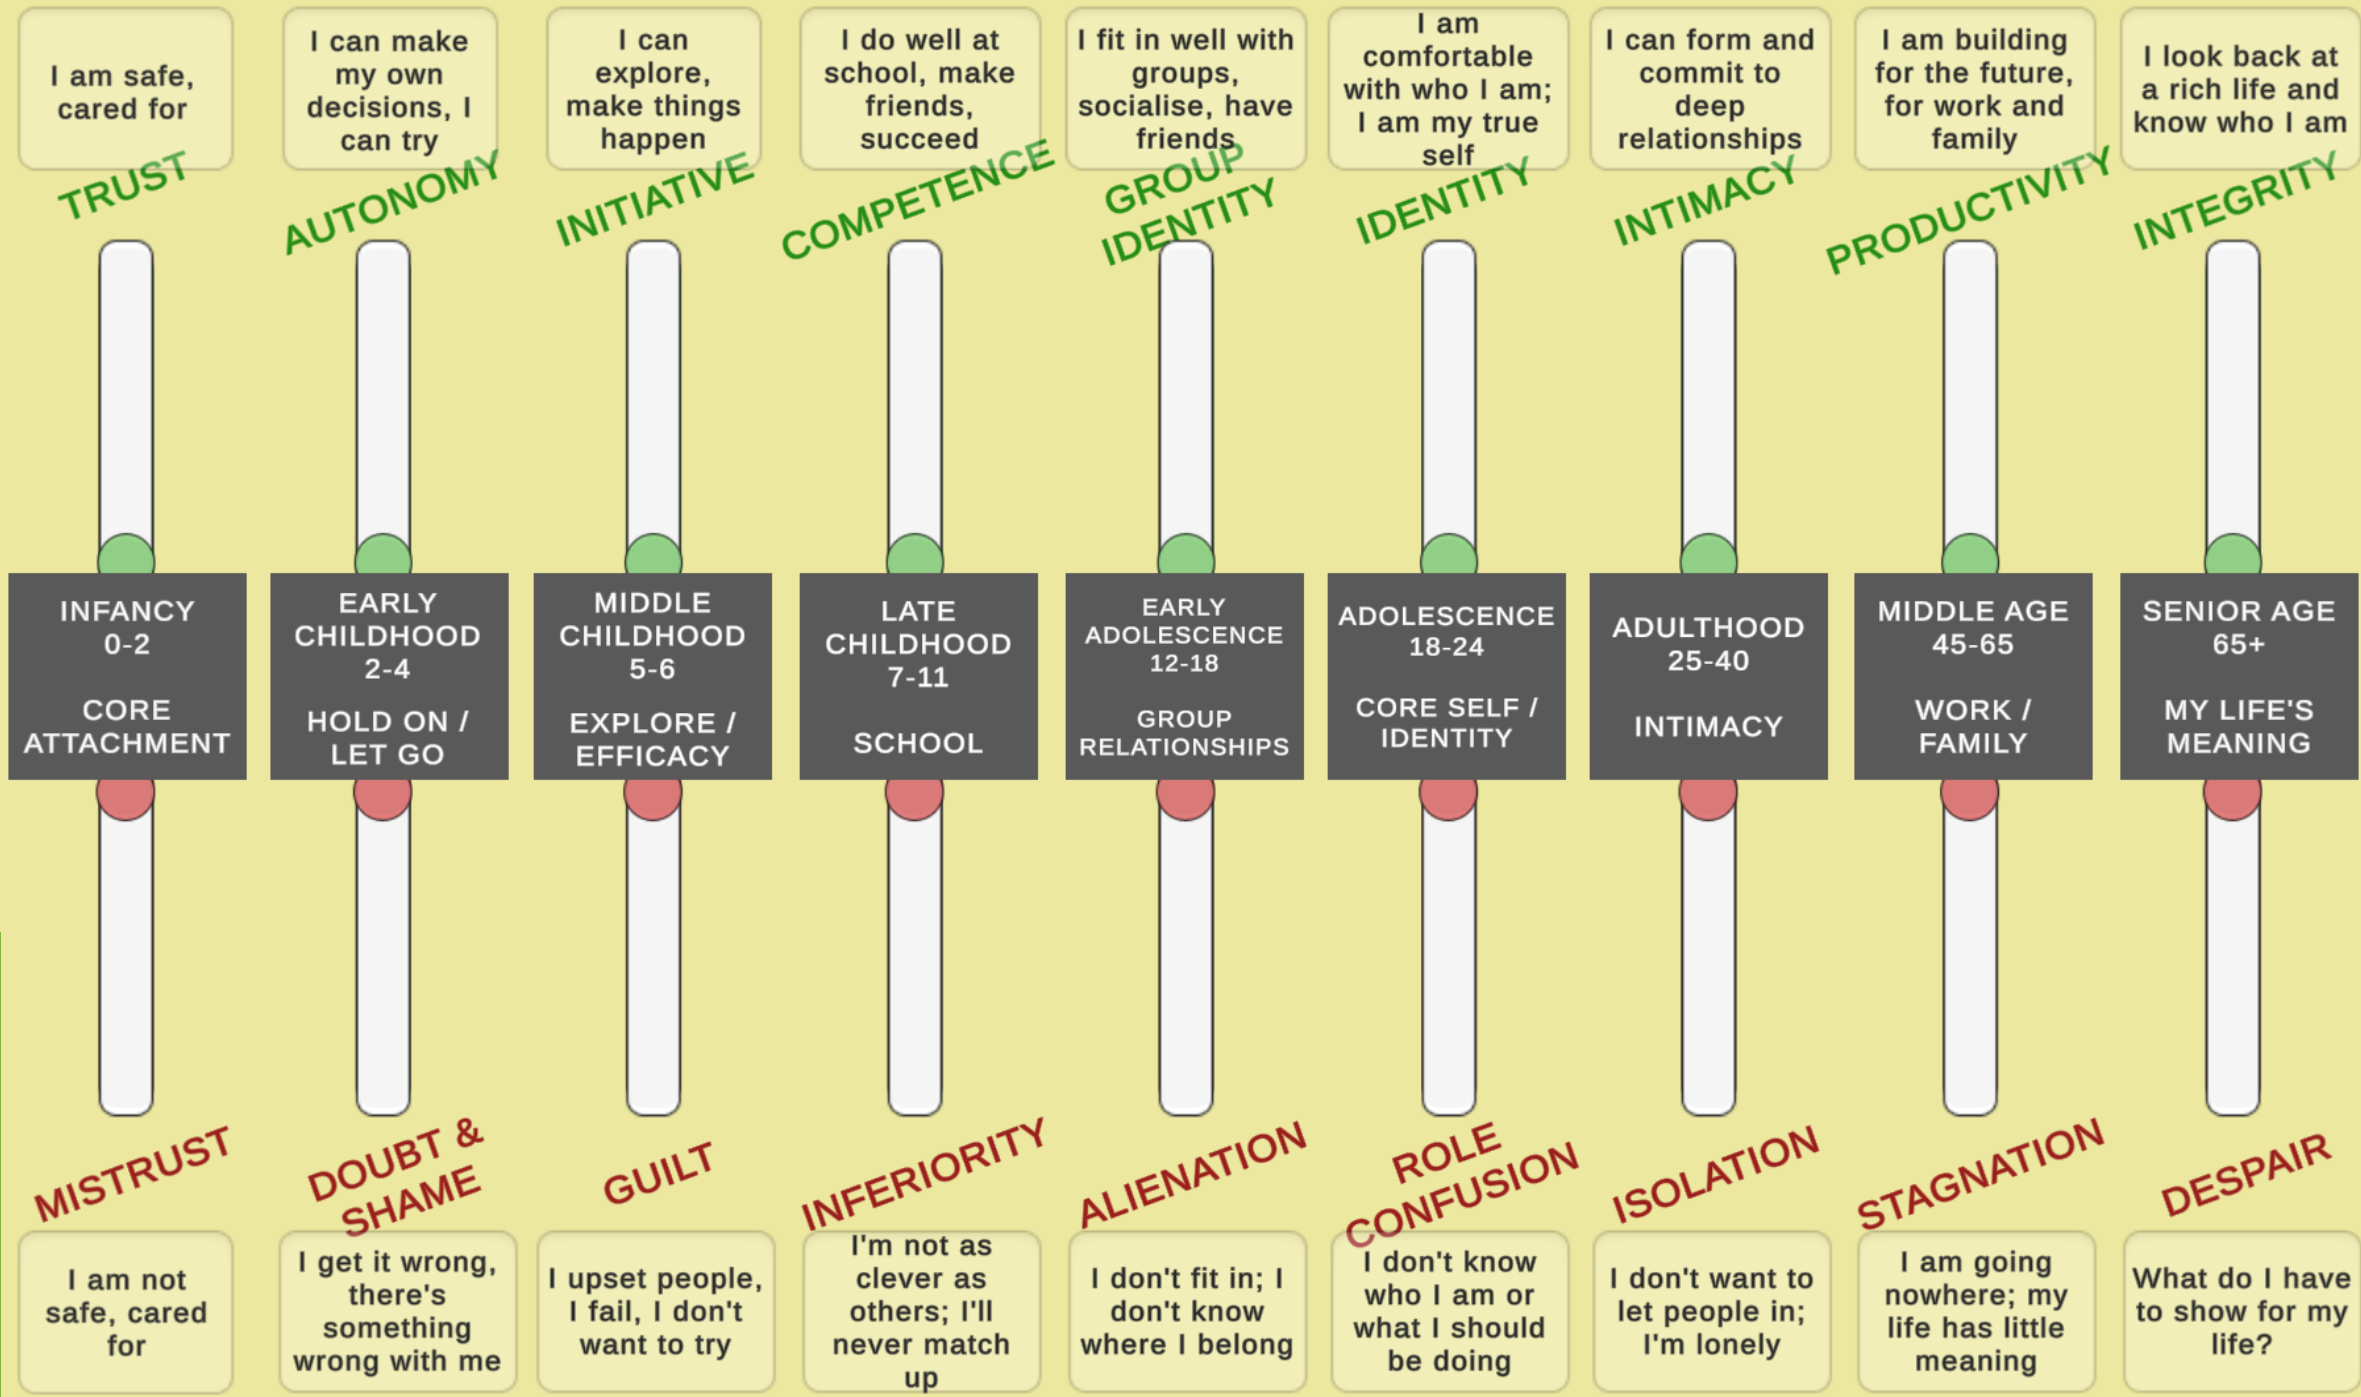 I am safe,
cared for
TRUST
INFANCY
0-2
CORE
ATTACHMENT
MISTRUST
I am not
safe, cared
for
I can make
my own
decisions, I
can try
AUTONOMY
EARLY
CHILDHOOD
2-4
HOLD ON /
LET GO
DOUBT &
SHAME
I get it wrong,
there's
something
wrong with me
I can
explore,
make things
happen
INITIATIVE
MIDDLE
CHILDHOOD
5-6
EXPLORE /
EFFICACY
GUILT
I upset people,
I fail, I don't
want to try
I do well at
school, make
friends,
succeed
COMPETENCE
LATE
CHILDHOOD
7-11
SCHOOL
INFERIORITY
I'm not as
clever as
others; I'll
never match
up
I fit in well with
groups,
socialise, have
friends
GROUP
IDENTITY
EARLY
ADOLESCENCE
12-18
GROUP
RELATIONSHIPS
ALIENATION
I don't fit in; I
don't know
where I belong
I am
comfortable
with who I am;
I am my true
self
IDENTITY
ADOLESCENCE
18-24
CORE SELF /
IDENTITY
ROLE
CONFUSION
I don't know
who I am or
what I should
be doing
I can form and
commit to
deep
relationships
INTIMACY
ADULTHOOD
25-40
INTIMACY
ISOLATION
I don't want to
let people in;
I'm lonely
I am building
for the future,
for work and
family
PRODUCTIVITY
MIDDLE AGE
45-65
WORK /
FAMILY
STAGNATION
I am going
nowhere; my
life has little
meaning
I look back at
a rich life and
know who I am
INTEGRITY
SENIOR AGE
65+
MY LIFE'S
MEANING
DESPAIR
What do I have
to show for my
life?